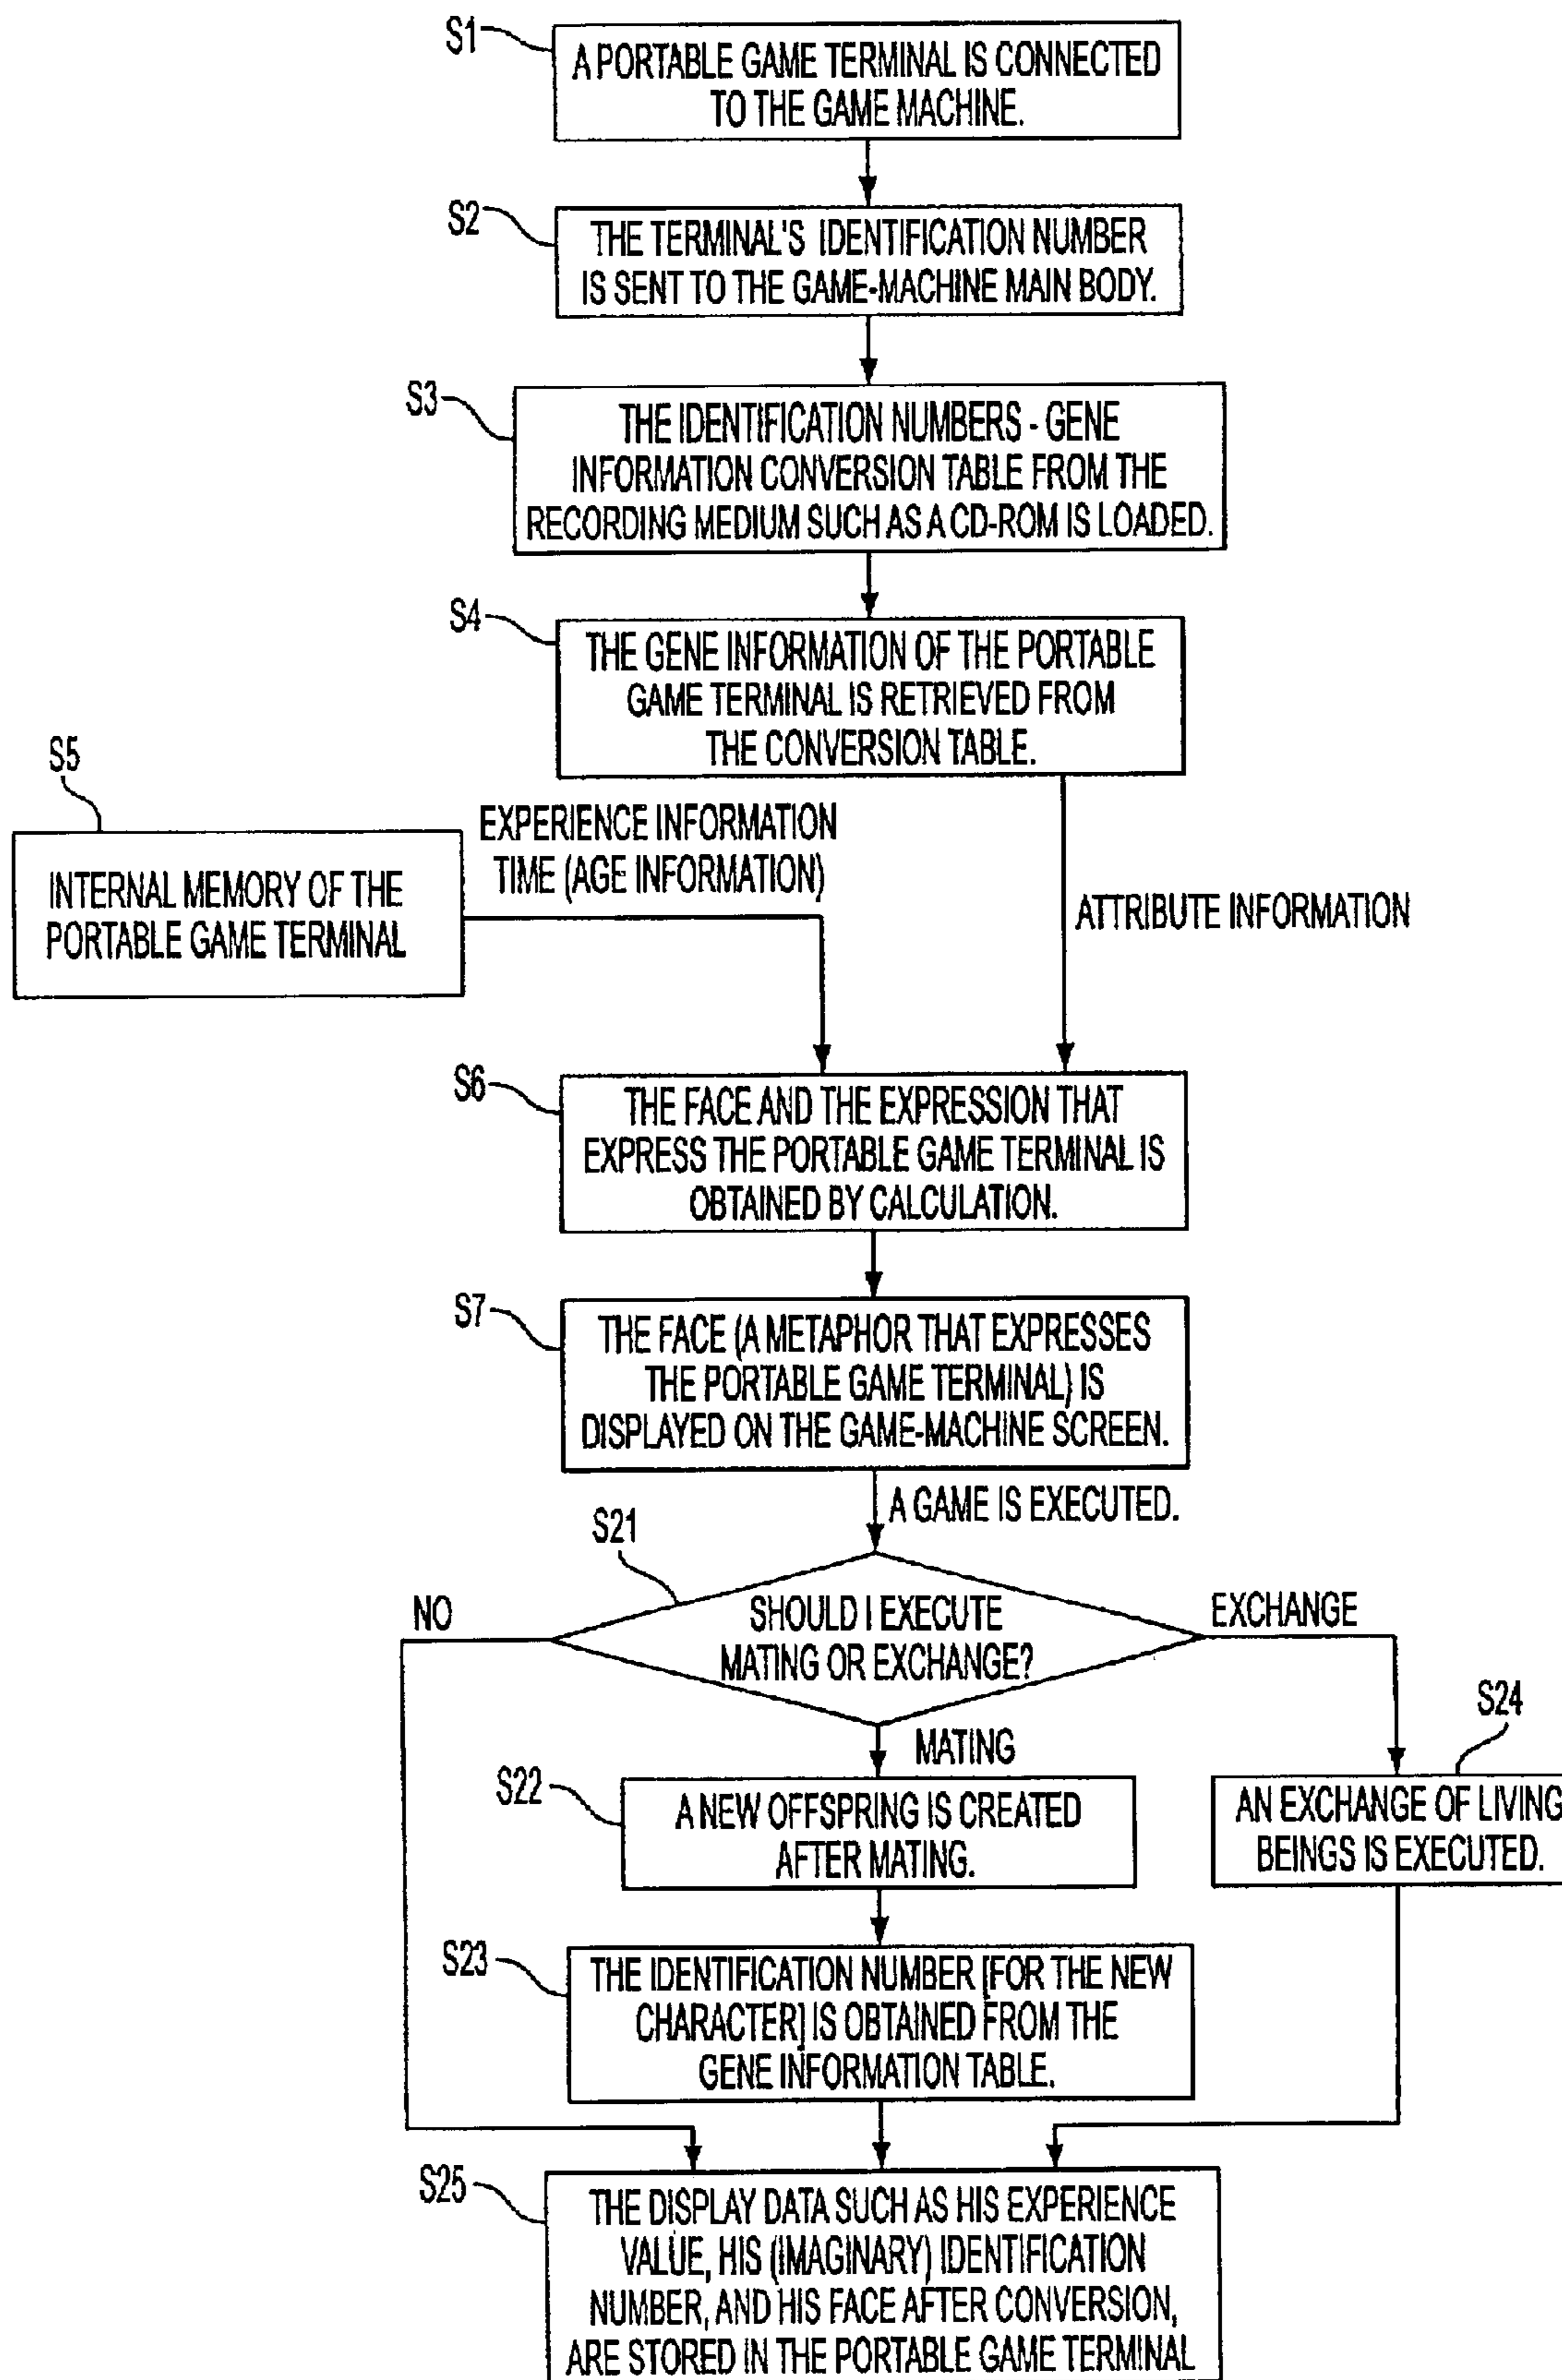 S1
A PORTABLE GAME TERMINAL IS CONNECTED
TO THE GAME MACHINE.
S2
THE TERMINAL'S IDENTIFICATION NUMBER
IS SENT TO THE GAME-MACHINE MAIN BODY.
S3
THE IDENTIFICATION NUMBERS - GENE
INFORMATION CONVERSION TABLE FROM THE
RECORDING MEDIUM SUCH AS A CD-ROM IS LOADED.
S4
THE GENE INFORMATION OF THE PORTABLE
GAME TERMINAL IS RETRIEVED FROM
THE CONVERSION TABLE.
S5
INTERNAL MEMORY OF THE
PORTABLE GAME TERMINAL
EXPERIENCE INFORMATION
TIME (AGE INFORMATION)
ATTRIBUTE INFORMATION
S6
THE FACE AND THE EXPRESSION THAT
EXPRESS THE PORTABLE GAME TERMINAL IS
OBTAINED BY CALCULATION.
S7
THE FACE (A METAPHOR THAT EXPRESSES
THE PORTABLE GAME TERMINAL) IS
DISPLAYED ON THE GAME-MACHINE SCREEN.
A GAME IS EXECUTED.
S21
SHOULD I EXECUTE
MATING OR EXCHANGE?
NO
EXCHANGE
MATING
S22
A NEW OFFSPRING IS CREATED
AFTER MATING.
S24
AN EXCHANGE OF LIVING
BEINGS IS EXECUTED.
S23
THE IDENTIFICATION NUMBER [FOR THE NEW
CHARACTER] IS OBTAINED FROM THE
GENE INFORMATION TABLE.
S25
THE DISPLAY DATA SUCH AS HIS EXPERIENCE
VALUE, HIS (IMAGINARY) IDENTIFICATION
NUMBER, AND HIS FACE AFTER CONVERSION,
ARE STORED IN THE PORTABLE GAME TERMINAL